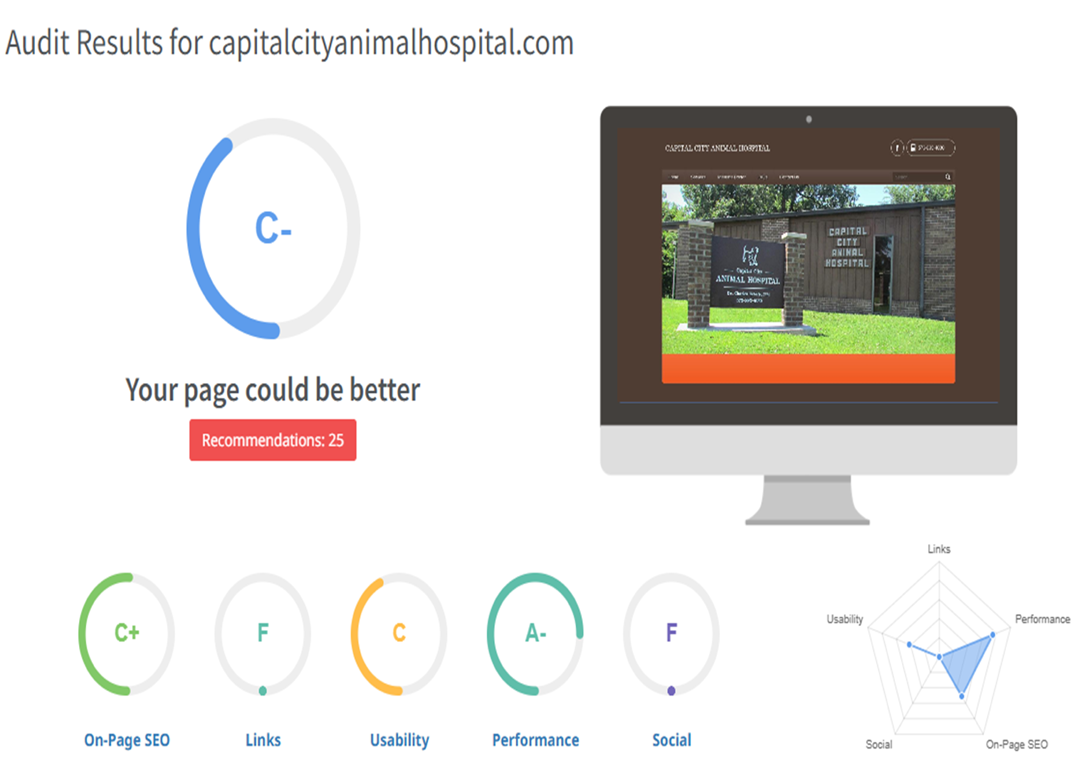 Audit Results for capitalcityanimalhospital.com
C-
Your page could be better
Recommendations: 25
CAPITAL CITY ANIMAL HOSPITAL
f
CAPITAL
CITY
ANIMAL
HOSPITAL
Capital City
ANIMAL HOSPITAL
C+
F
C
A-
F
On-Page SEO
Links
Usability
Performance
Social
Links
Usability
Performance
Social
On-Page SEO